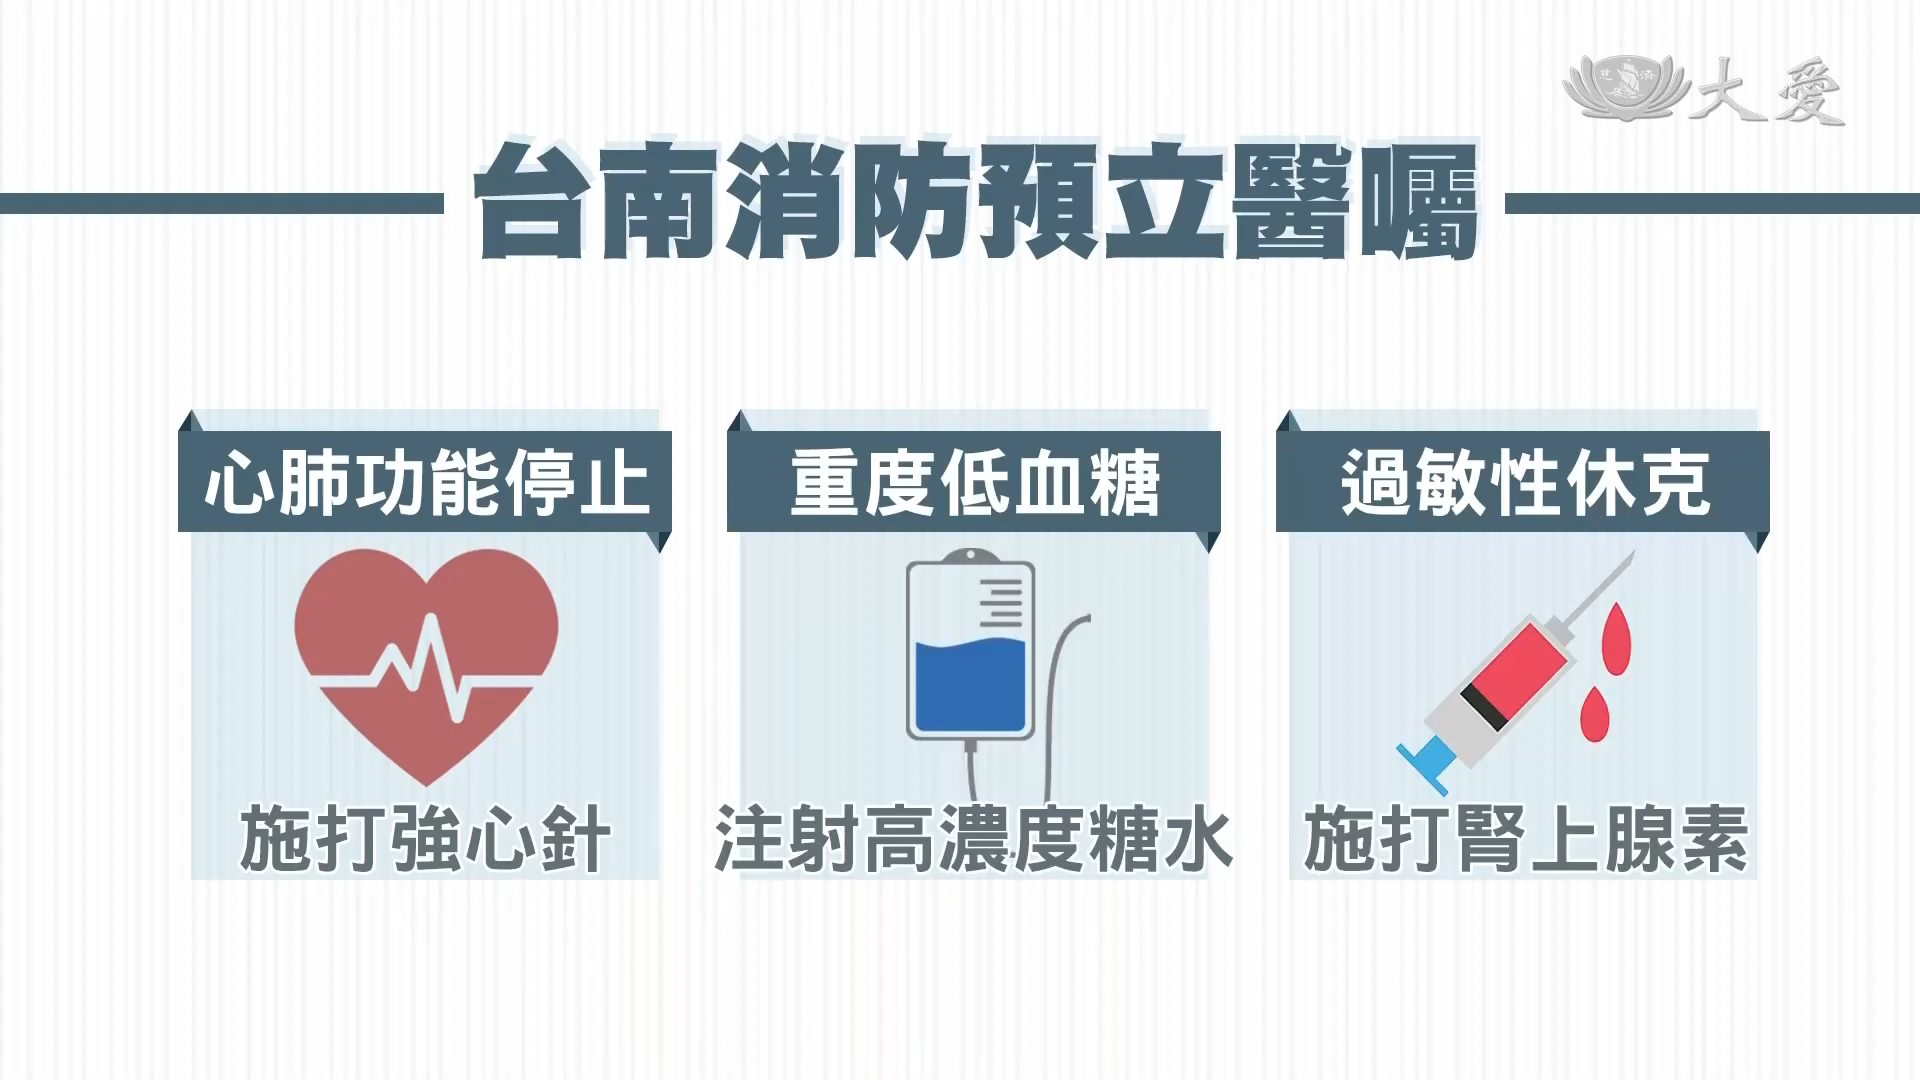 大愛
台南消防預立醫囑
心肺功能停止
施打強心針
重度低血糖
注射高濃度糖水
過敏性休克
施打腎上腺素